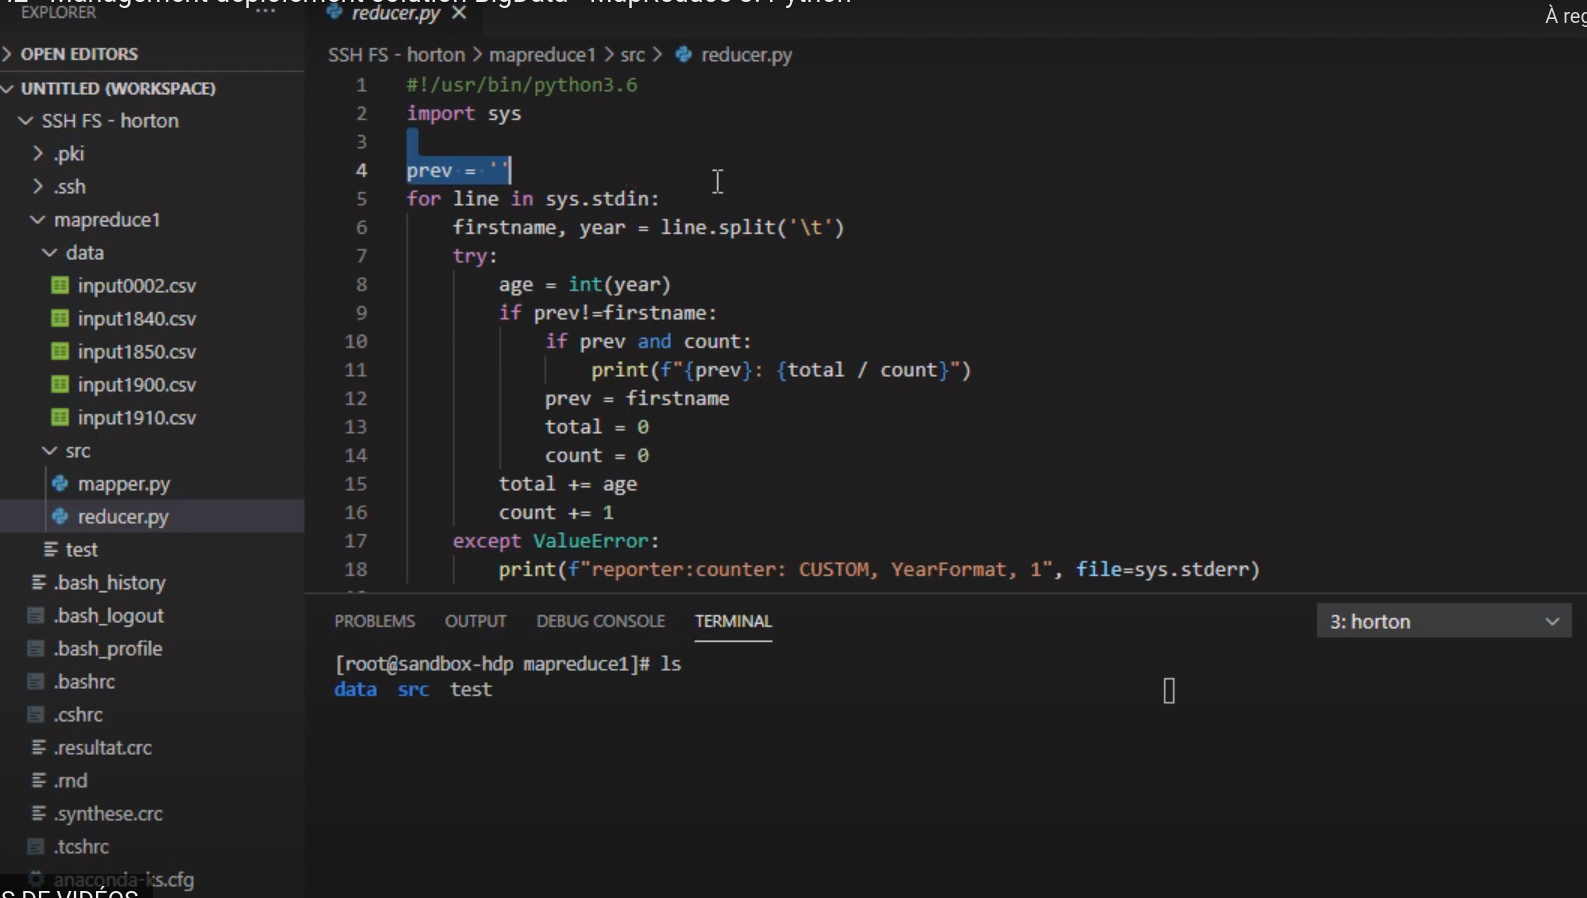 EXPLORER
···
reducer.py
À reg
OPEN EDITORS
UNTITLED (WORKSPACE)
SSH FS - horton
.pki
.ssh
mapreduce1
data
input0002.csv
input1840.csv
input1850.csv
input1900.csv
input1910.csv
src
mapper.py
reducer.py
test
.bash_history
.bash_logout
.bash_profile
.bashrc
.cshrc
.resultat.crc
.rnd
.synthese.crc
.tcshrc
anaconda-ks.cfg
S DE VIDÉOS
SSH FS - horton > mapreduce1 > src > reducer.py
1 #!/usr/bin/python3.6
2 import sys
3
4 prev = ''
5 for line in sys.stdin:
6 firstname, year = line.split('\t')
7 try:
8 age = int(year)
9 if prev!=firstname:
10 if prev and count:
11 print(f"{prev}: {total / count}")
12 prev = firstname
13 total = 0
14 count = 0
15 total += age
16 count += 1
17 except ValueError:
18 print(f"reporter:counter: CUSTOM, YearFormat, 1", file=sys.stderr)
PROBLEMS OUTPUT DEBUG CONSOLE TERMINAL
3: horton
[root@sandbox-hdp mapreduce1]# ls
data src test